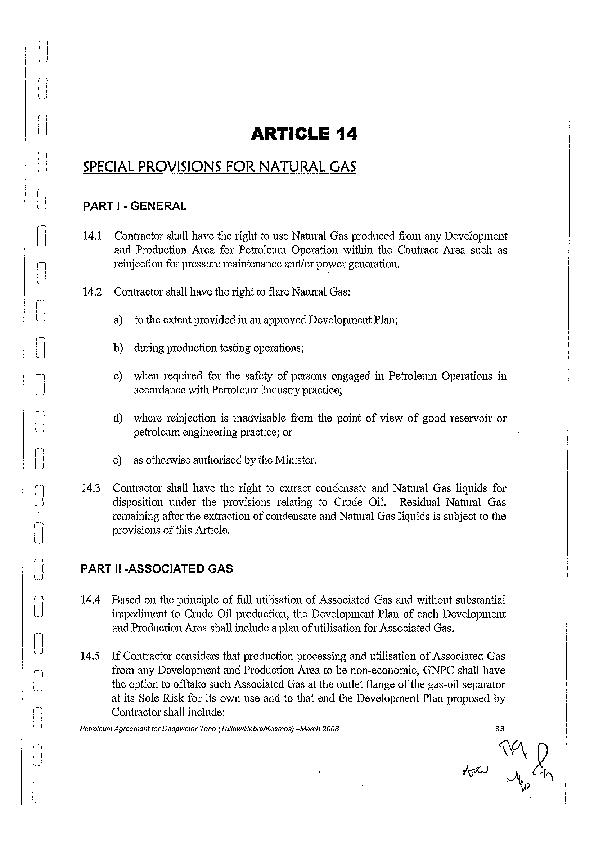 ARTICLE 14
SPECIAL PROVISIONS FOR NATURAL GAS
PART I - GENERAL
14.1 Contractor shall have the right to use Natural Gas produced from any Development
and Production Area for Petroleum Operation within the Contract Area such as
reinjection for pressure maintenance and/or power generation.
14.2 Contractor shall have the right to flare Natural Gas:
a) to the extent provided in an approved Development Plan;
b) during production testing operations;
c) when required for the safety of persons engaged in Petroleum Operations in
accordance with Petroleum Industry practice;
d) where reinjection is inadvisable from the point of view of good reservoir or
petroleum engineering practice; or
e) as otherwise authorised by the Minister.
14.3 Contractor shall have the right to extract condensate and Natural Gas liquids for
disposition under the provisions relating to Crude Oil. Residual Natural Gas
remaining after the extraction of condensate and Natural Gas liquids is subject to the
provisions of this Article.
PART II -ASSOCIATED GAS
14.4 Based on the principle of full utilisation of Associated Gas and without substantial
impediment to Crude Oil production, the Development Plan of each Development
and Production Area shall include a plan of utilisation for Associated Gas.
14.5 If Contractor considers that production processing and utilisation of Associated Gas
from any Development and Production Area to be non-economic, GNPC shall have
the option to offtake such Associated Gas at the outlet flange of the gas-oil separator
at its Sole Risk for its own use and to that end the Development Plan proposed by
Contractor shall include:
Petroleum Agreement for Deepwater Tano (Tullow/Sabre/Kosmos) –March 2006